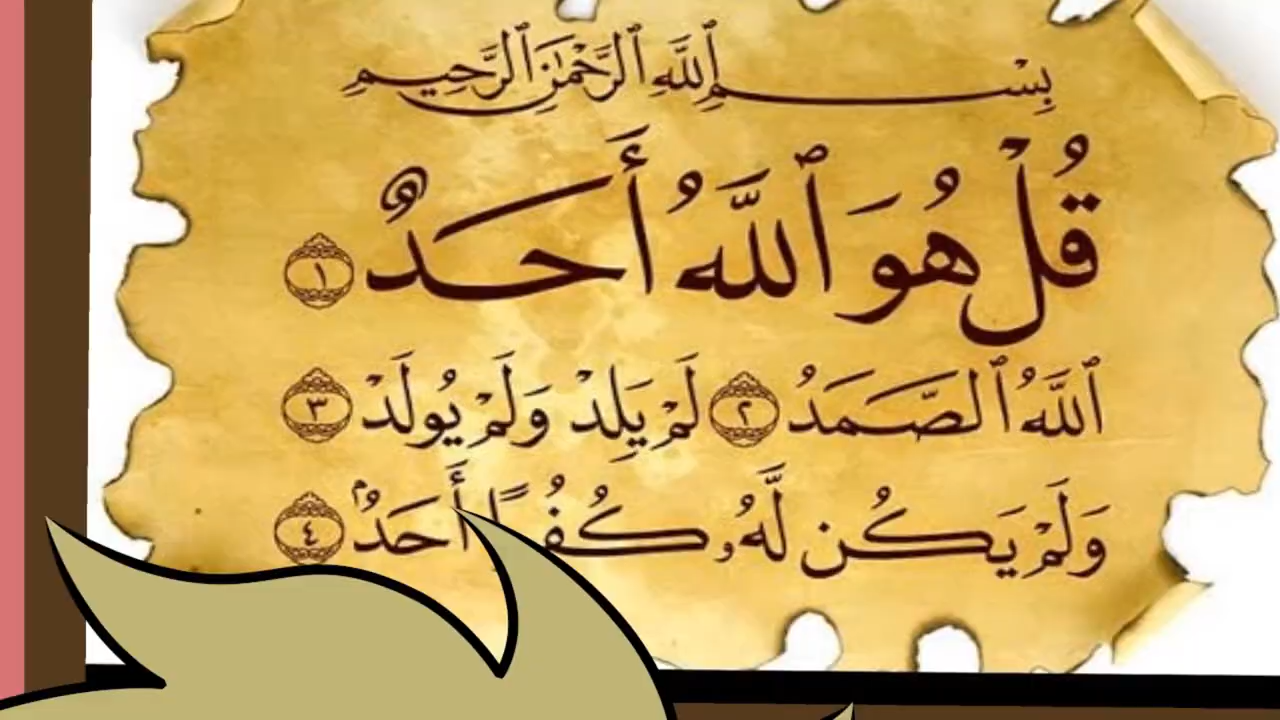 بِسْمِ ٱللَّهِ ٱلرَّحْمَٰنِ ٱلرَّحِيمِ
قُلْ هُوَ ٱللَّهُ أَحَدٌ ١
ٱللَّهُ ٱلصَّمَدُ ٢ لَمْ يَلِدْ وَلَمْ يُولَدْ ٣
وَلَمْ يَكُن لَّهُۥ كُفُوًا أَحَدُۢ ٤